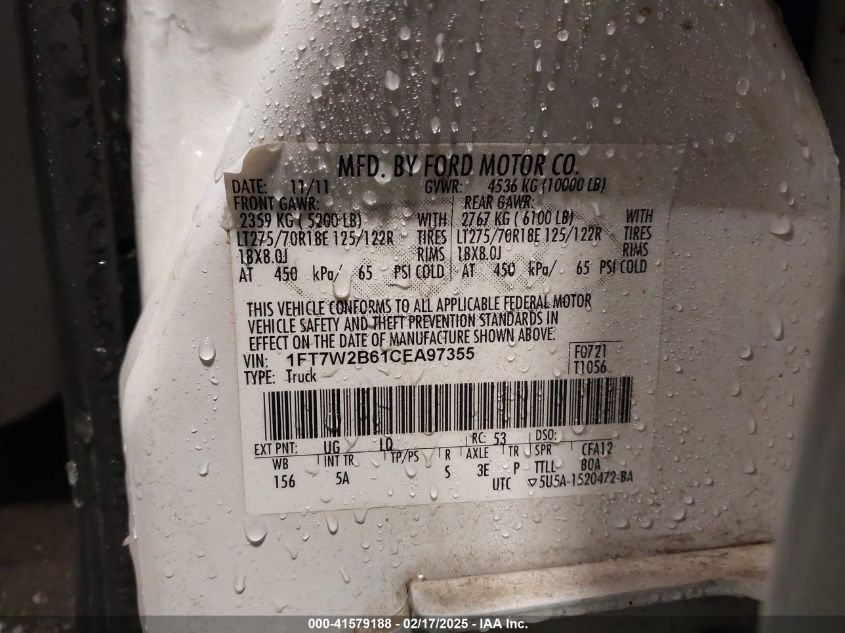 MFD. BY FORD MOTOR CO.
DATE: 11/11 GVWR: 4536 KG (10000 LB)
FRONT GAWR: REAR GAWR:
2359 KG ( 5200 LB) WITH 2767 KG ( 6100 LB) WITH
LT275/70R18E 125/122R TIRES LT275/70R18E 125/122R TIRES
18X8.0J RIMS 18X8.0J RIMS
AT 450 kPa/ 65 PSI COLD AT 450 kPa/ 65 PSI COLD
THIS VEHICLE CONFORMS TO ALL APPLICABLE FEDERAL MOTOR
VEHICLE SAFETY AND THEFT PREVENTION STANDARDS IN
EFFECT ON THE DATE OF MANUFACTURE SHOWN ABOVE.
VIN: 1FT7W2B61CEA97355 FG721
TYPE: Truck T1056
EXT PNT: UG LQ RC: 53 DSO:
WB INT TR TP/PS R AXLE TR SPR CFA12
156 5A S 3E P TTLL BOA
UTC ▽5U5A-1520472-BA
000-41579188 - 02/17/2025 - IAA Inc.